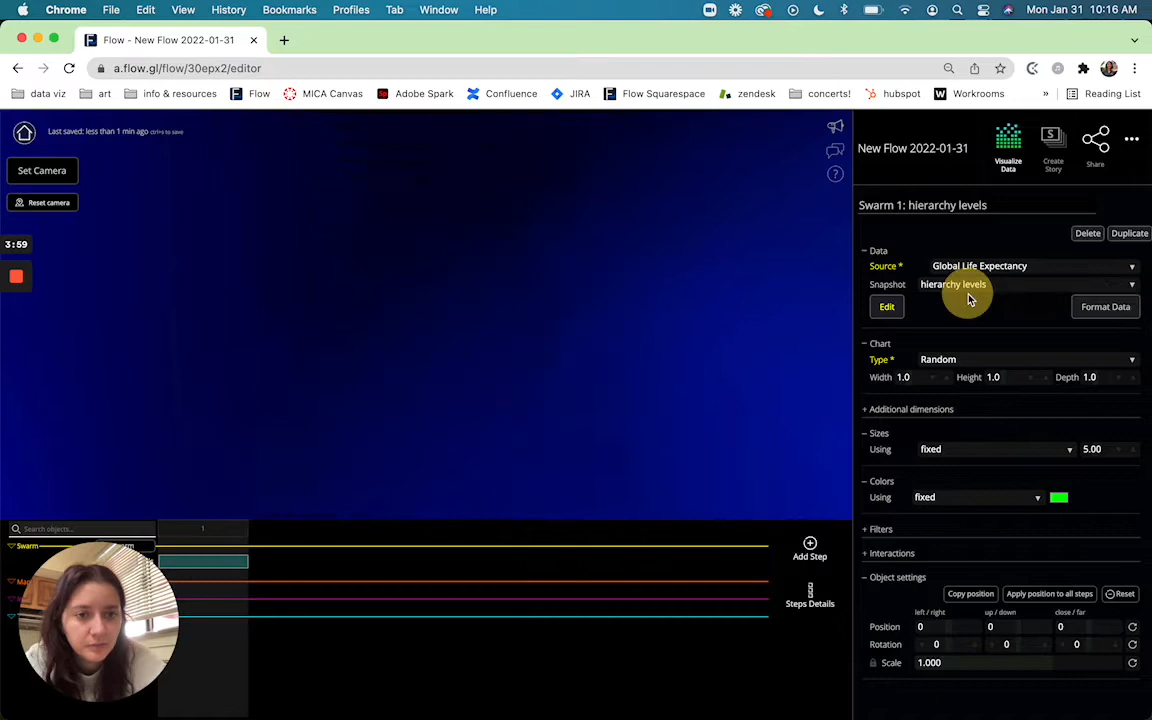 Chrome File Edit View History Bookmarks Profiles Tab Window Help Mon Jan 31 10:16 AM
Flow - New Flow 2022-01-31
a.flow.gl/flow/30epx2/editor
data viz art info & resources Flow MICA Canvas Adobe Spark Confluence JIRA Flow Squarespace zendesk concerts! hubspot Workrooms » Reading List
Last saved: less than 1 min ago ctrl+s to save
Set Camera
Reset camera
3:59
New Flow 2022-01-31
Visualize Data
Create Story
Share
Swarm 1: hierarchy levels
Delete Duplicate
Data
Source * Global Life Expectancy
Snapshot hierarchy levels
Edit Format Data
Chart
Type * Random
Width 1.0 Height 1.0 Depth 1.0
+ Additional dimensions
Sizes
Using fixed 5.00
Colors
Using fixed
+ Filters
+ Interactions
Object settings
Copy position Apply position to all steps Reset
left / right up / down close / far
Position 0 0 0
Rotation 0 0 0
Scale 1.000
Search objects... 1
Swarm
Add Step
Steps Details